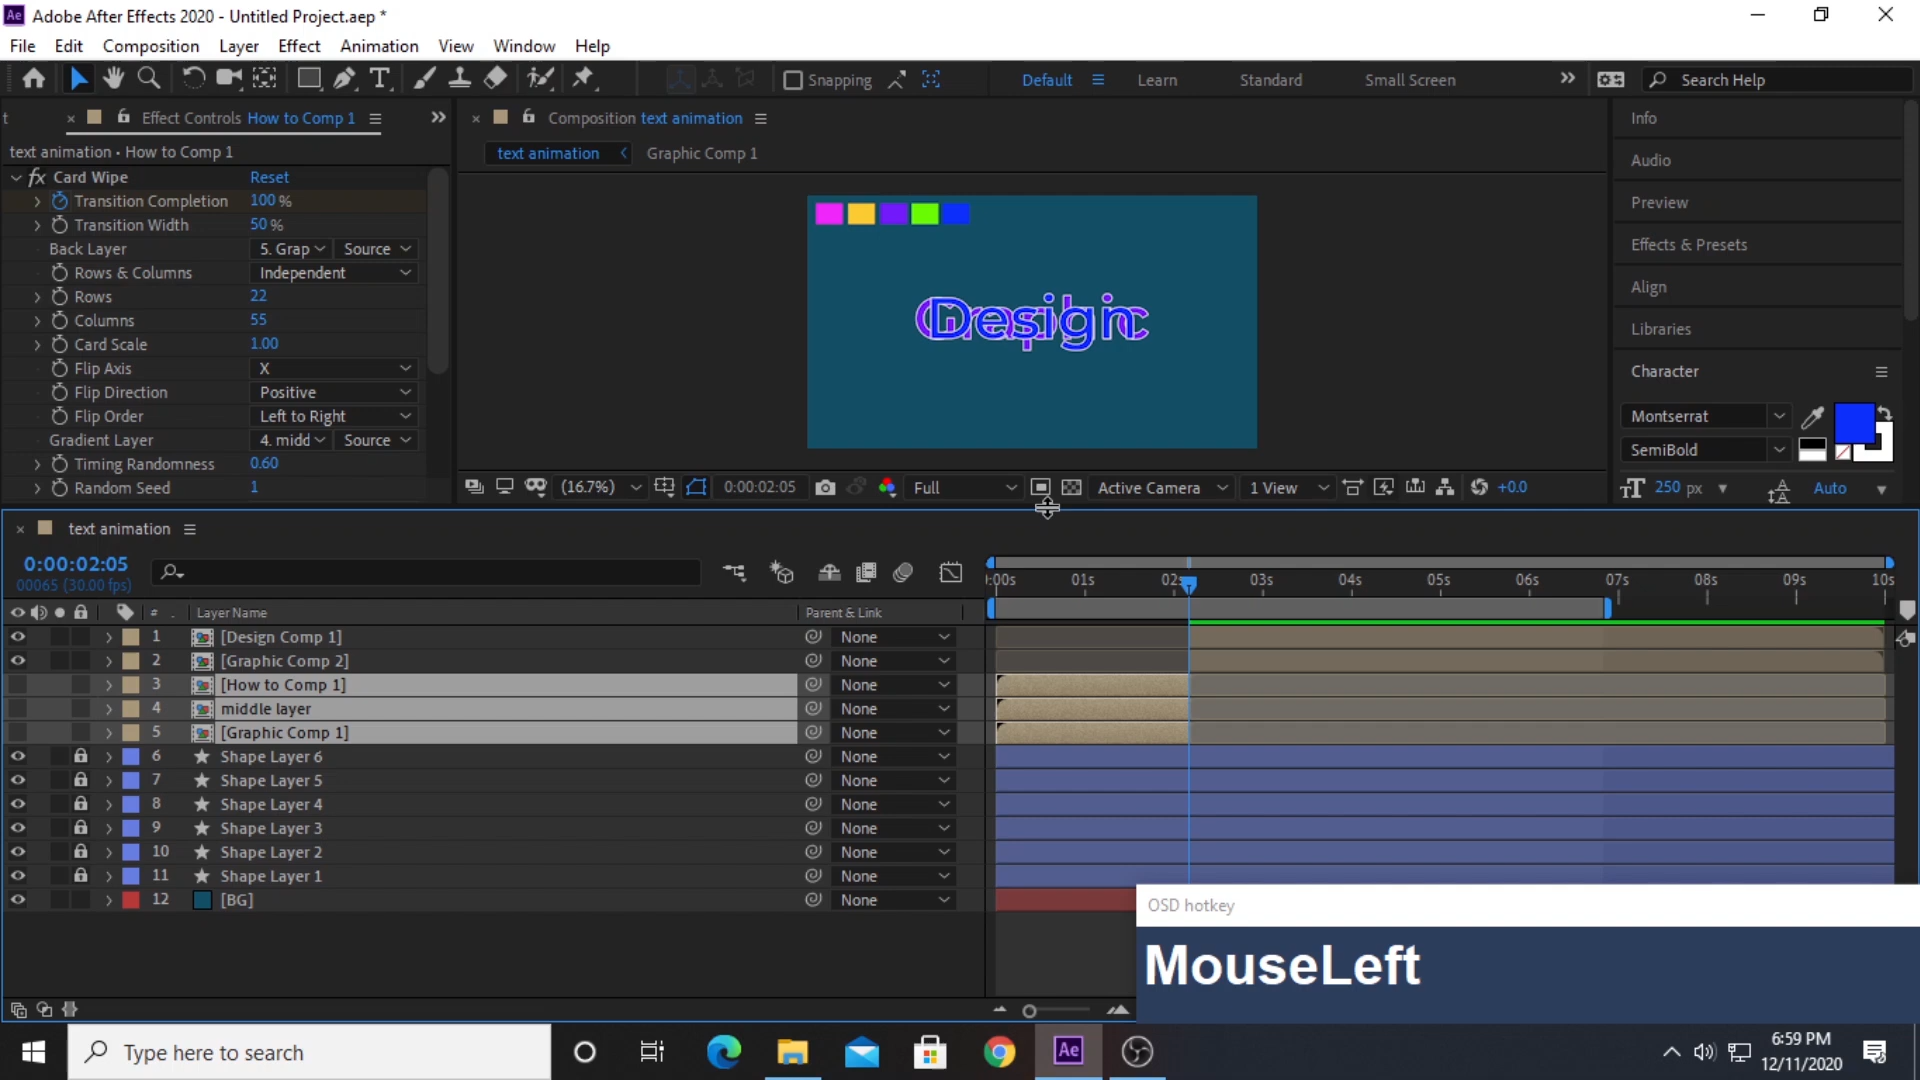 Ae Adobe After Effects 2020 - Untitled Project.aep *
File Edit Composition Layer Effect Animation View Window Help
Snapping Default Learn Standard Small Screen Search Help
t Effect Controls How to Comp 1
text animation • How to Comp 1
fx Card Wipe Reset
Transition Completion 100 %
Transition Width 50 %
Back Layer 5. Grap Source
Rows & Columns Independent
Rows 22
Columns 55
Card Scale 1.00
Flip Axis X
Flip Direction Positive
Flip Order Left to Right
Gradient Layer 4. midd Source
Timing Randomness 0.60
Random Seed 1
Composition text animation
text animation Graphic Comp 1
Graphic
Design
(16.7%) 0:00:02:05 Full Active Camera 1 View +0.0
Info
Audio
Preview
Effects & Presets
Align
Libraries
Character
Montserrat
SemiBold
250 px Auto
text animation
0:00:02:05
00065 (30.00 fps)
:00s 01s 02s 03s 04s 05s 06s 07s 08s 09s 10s
# . Layer Name Parent & Link
1 [Design Comp 1] None
2 [Graphic Comp 2] None
3 [How to Comp 1] None
4 middle layer None
5 [Graphic Comp 1] None
6 Shape Layer 6 None
7 Shape Layer 5 None
8 Shape Layer 4 None
9 Shape Layer 3 None
10 Shape Layer 2 None
11 Shape Layer 1 None
12 [BG] None
OSD hotkey
MouseLeft
Type here to search
Ae
6:59 PM
12/11/2020